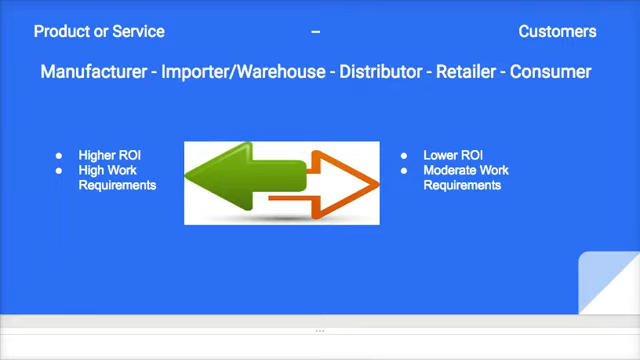 Product or Service – Customers
Manufacturer - Importer/Warehouse - Distributor - Retailer - Consumer
● Higher ROI
● High Work
Requirements
● Lower ROI
● Moderate Work
Requirements